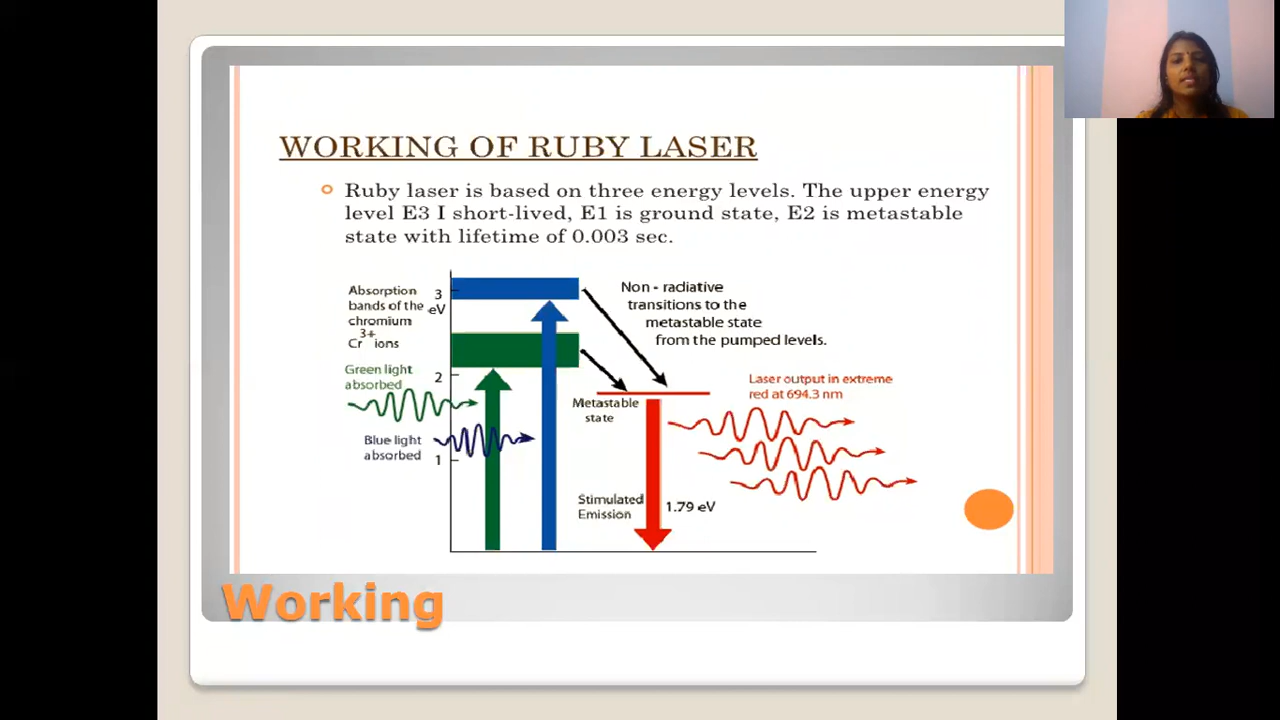 WORKING OF RUBY LASER
Ruby laser is based on three energy levels. The upper energy
level E3 I short-lived, E1 is ground state, E2 is metastable
state with lifetime of 0.003 sec.
Absorption
bands of the
chromium
3+
Cr ions
3
eV
Non - radiative
transitions to the
metastable state
from the pumped levels.
Green light
absorbed
2
Metastable
state
Laser output in extreme
red at 694.3 nm
Blue light
absorbed
1
Stimulated
Emission
1.79 eV
Working